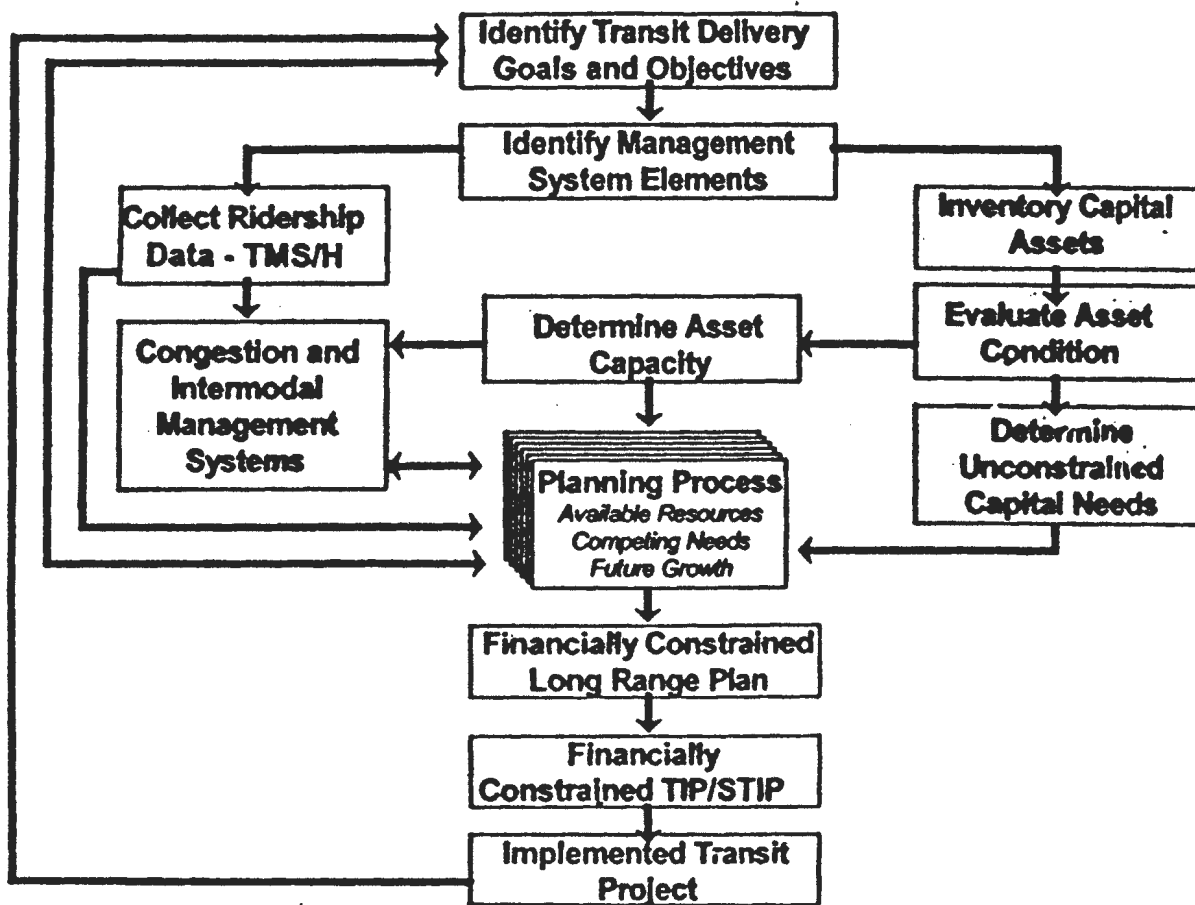 Identify Transit Delivery
Goals and Objectives
Identify Management
System Elements
Collect Ridership
Data - TMS/H
Inventory Capital
Assets
Determine Asset
Capacity
Evaluate Asset
Condition
Congestion and
Intermodal
Management
Systems
Determine
Unconstrained
Capital Needs
Planning Process
Available Resources
Competing Needs
Future Growth
Financially Constrained
Long Range Plan
Financially
Constrained TIP/STIP
Implemented Transit
Project